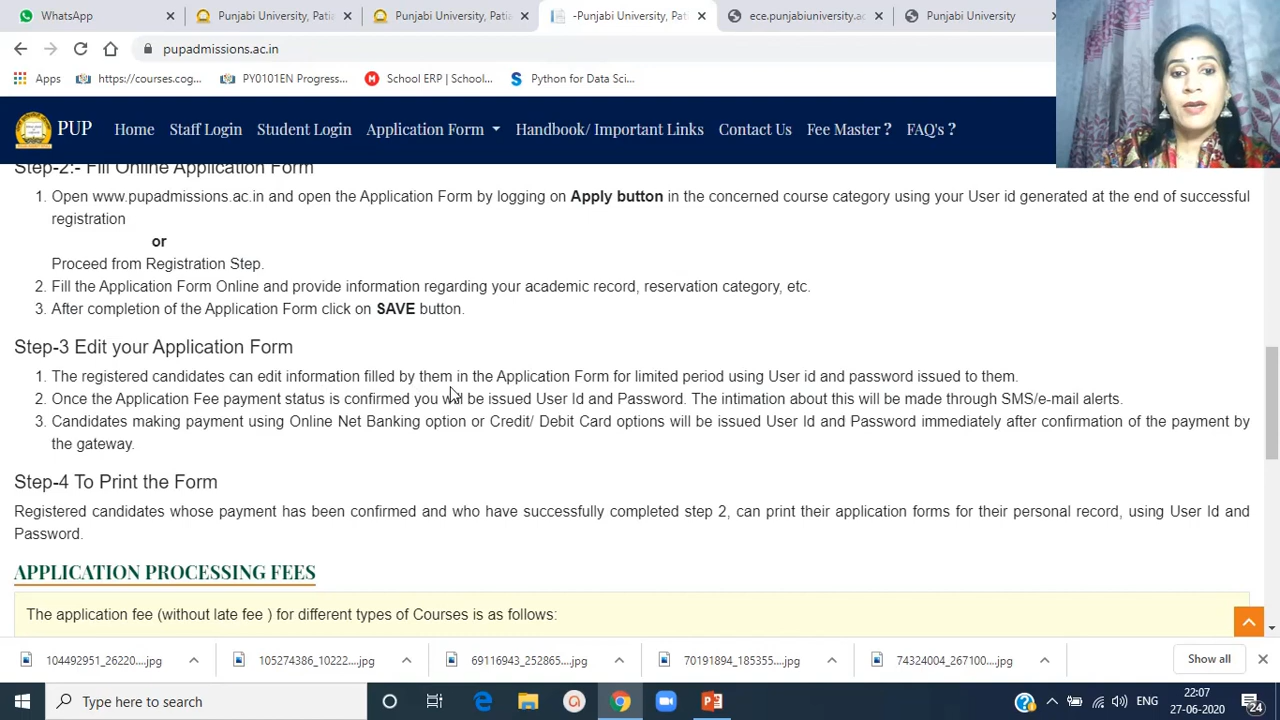 WhatsApp
Punjabi University, Patia
Punjabi University, Patia
-Punjabi University, Pati
ece.punjabiuniversity.ac
Punjabi University
pupadmissions.ac.in
Apps
https://courses.cog...
PY0101EN Progress...
School ERP | School...
Python for Data Sci...
PUP
Home
Staff Login
Student Login
Application Form
Handbook/ Important Links
Contact Us
Fee Master ?
FAQ's ?
Step-2:- Fill Online Application Form
1. Open www.pupadmissions.ac.in and open the Application Form by logging on Apply button in the concerned course category using your User id generated at the end of successful
registration
or
Proceed from Registration Step.
2. Fill the Application Form Online and provide information regarding your academic record, reservation category, etc.
3. After completion of the Application Form click on SAVE button.
Step-3 Edit your Application Form
1. The registered candidates can edit information filled by them in the Application Form for limited period using User id and password issued to them.
2. Once the Application Fee payment status is confirmed you will be issued User Id and Password. The intimation about this will be made through SMS/e-mail alerts.
3. Candidates making payment using Online Net Banking option or Credit/ Debit Card options will be issued User Id and Password immediately after confirmation of the payment by
the gateway.
Step-4 To Print the Form
Registered candidates whose payment has been confirmed and who have successfully completed step 2, can print their application forms for their personal record, using User Id and
Password.
APPLICATION PROCESSING FEES
The application fee (without late fee ) for different types of Courses is as follows:
104492951_26220....jpg
105274386_10222....jpg
69116943_252865....jpg
70191894_185355....jpg
74324004_267100....jpg
Show all
Type here to search
ENG
22:07
27-06-2020
24